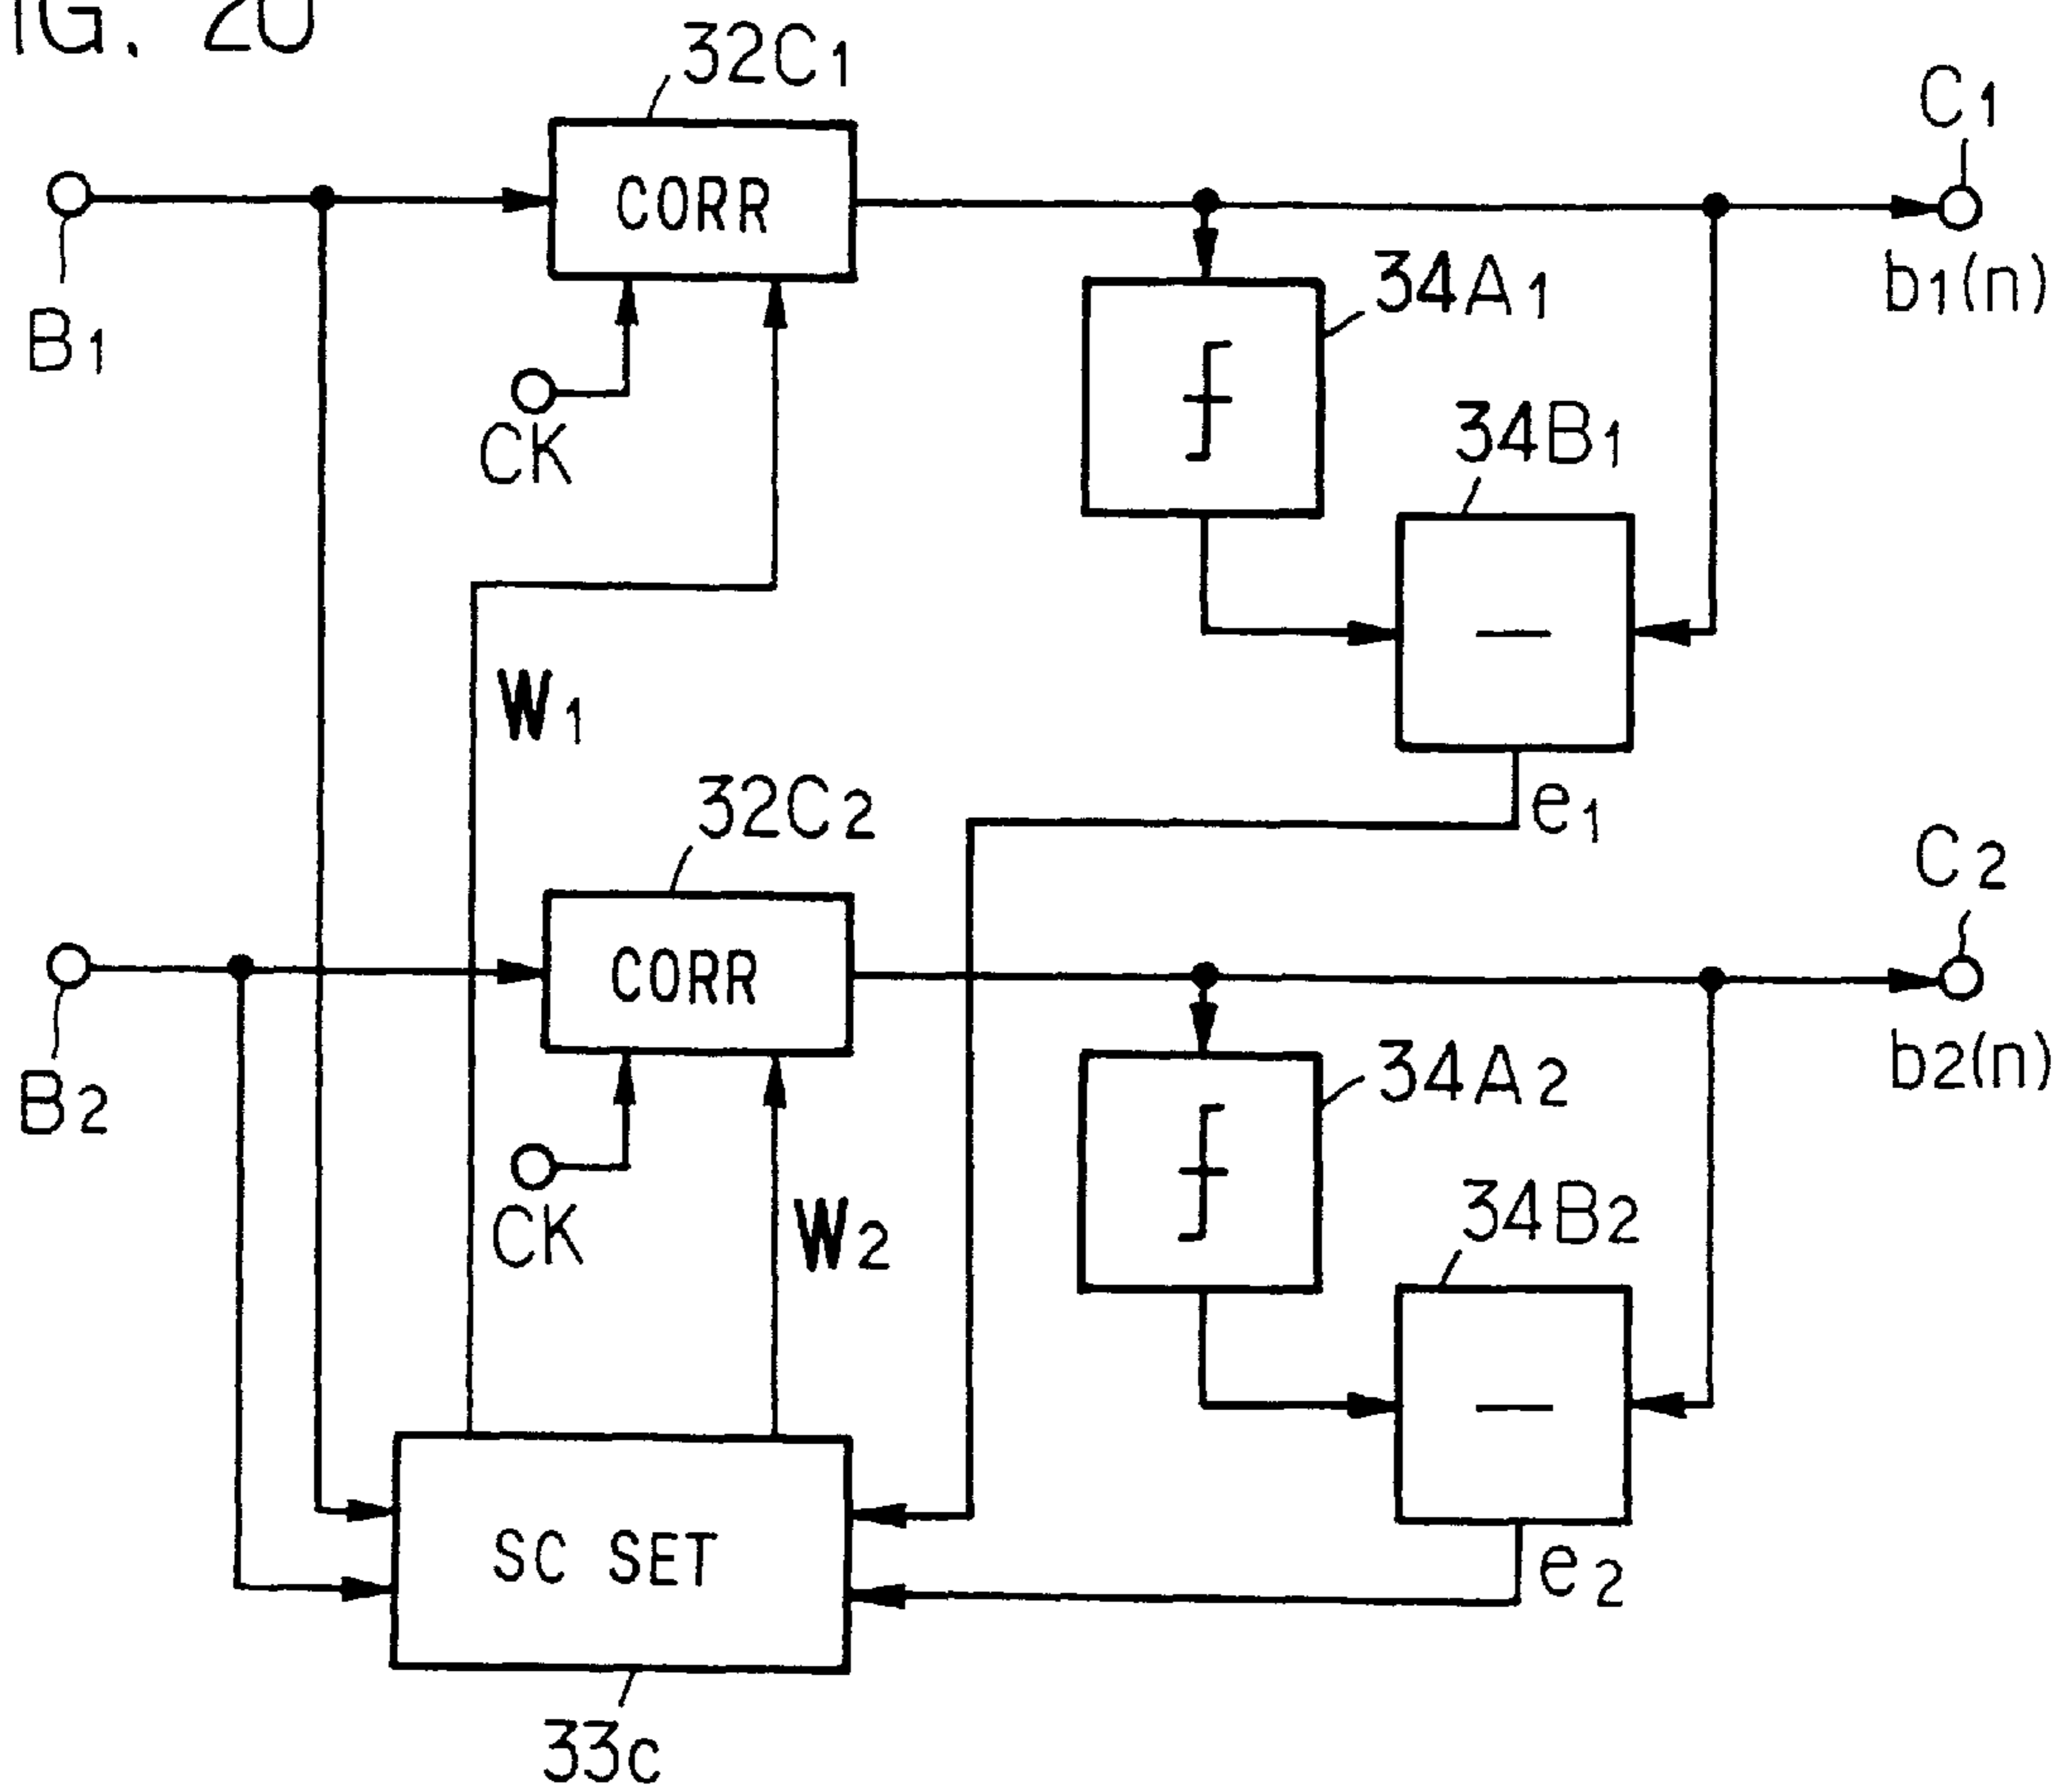 IG. 20
32C1
C1
CORR
B1
34A1
b1(n)
CK
34B1
W1
32C2
e1
C2
CORR
B2
34A2
b2(n)
CK
W2
34B2
SC SET
e2
33c